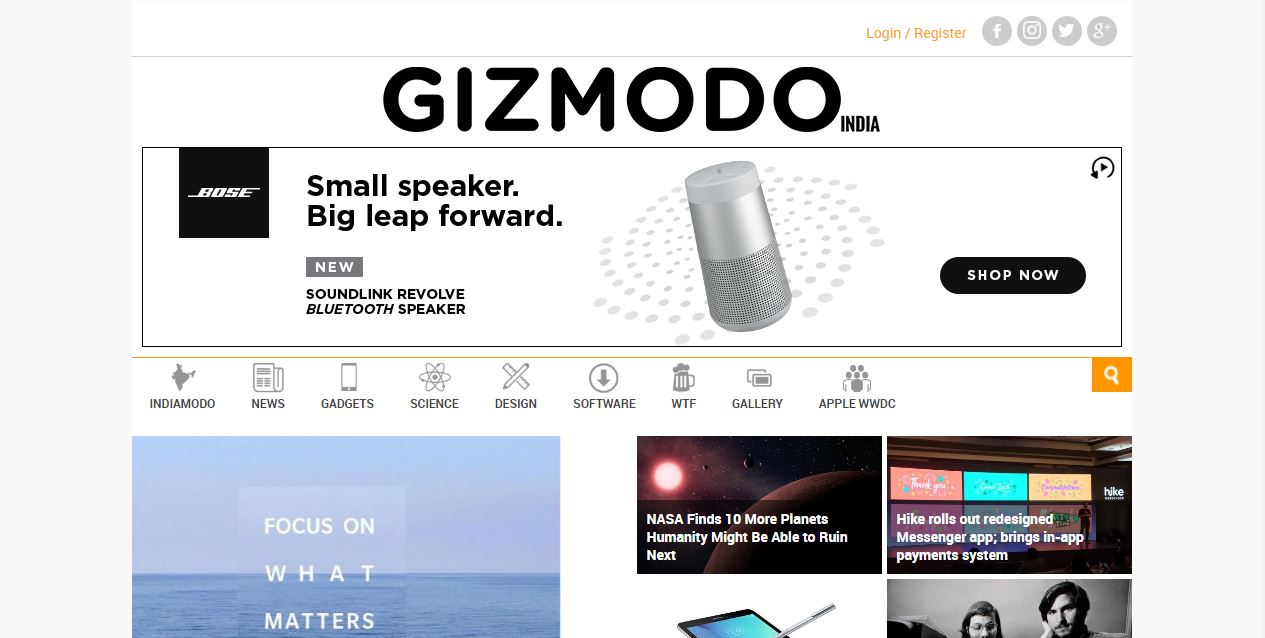 Login / Register
GIZMODO INDIA
BOSE
Small speaker.
Big leap forward.
NEW
SOUNDLINK REVOLVE
BLUETOOTH SPEAKER
SHOP NOW
INDIAMODO NEWS GADGETS SCIENCE DESIGN SOFTWARE WTF GALLERY APPLE WWDC
FOCUS ON
WHAT
MATTERS
NASA Finds 10 More Planets
Humanity Might Be Able to Ruin
Next
Thank you
Good Luck
Congratulations
hike
Hike rolls out redesigned
Messenger app; brings in-app
payments system